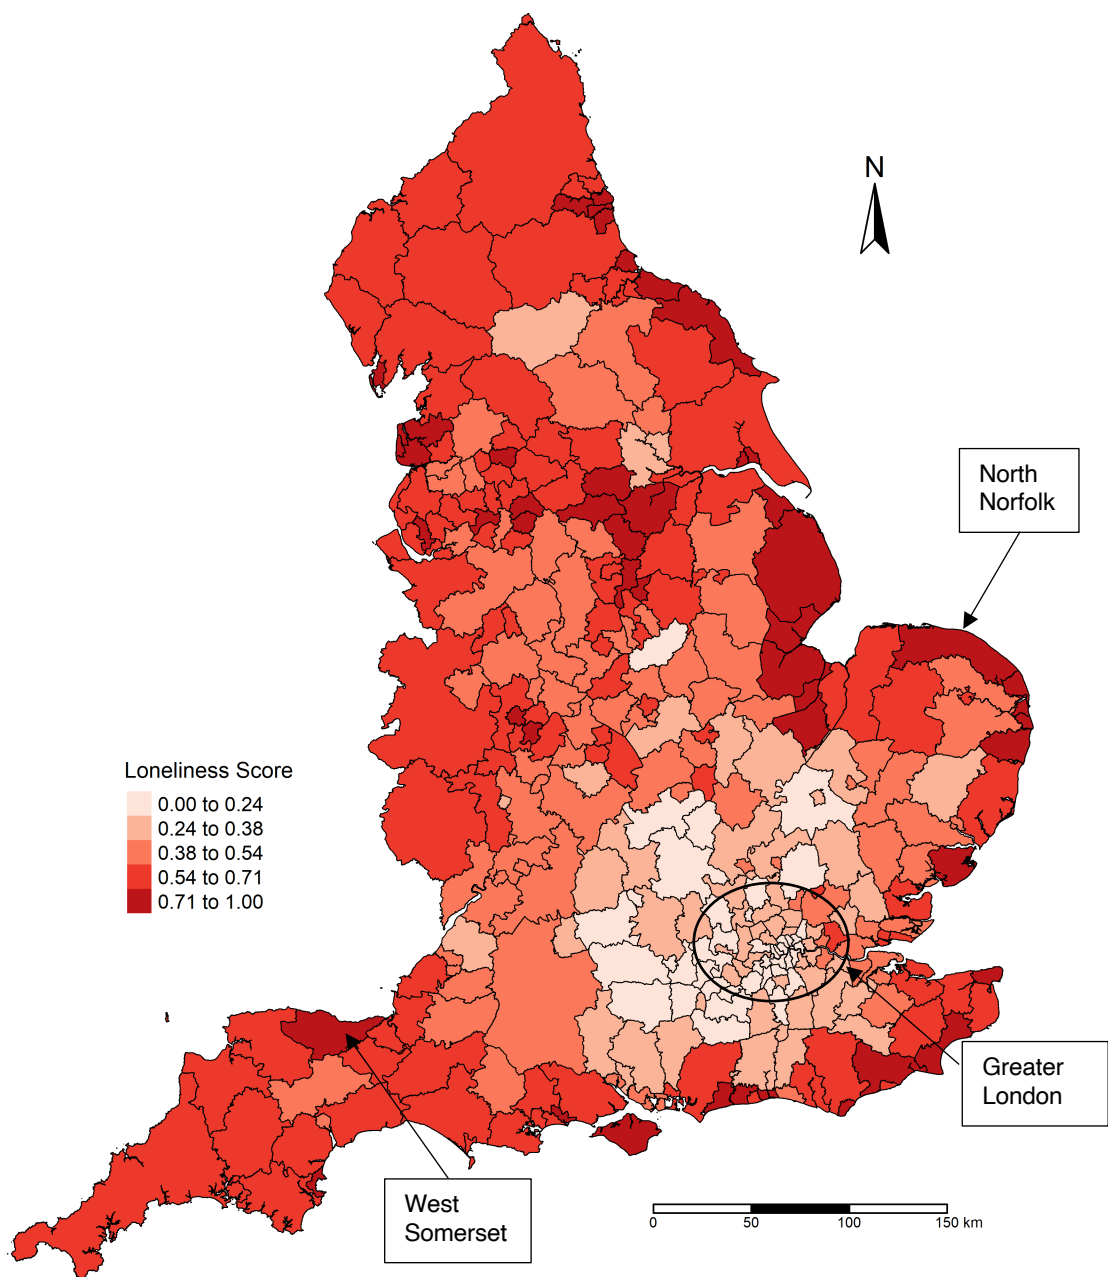 N
North
Norfolk
Loneliness Score
0.00 to 0.24
0.24 to 0.38
0.38 to 0.54
0.54 to 0.71
0.71 to 1.00
Greater
London
West
Somerset
0 50 100 150 km